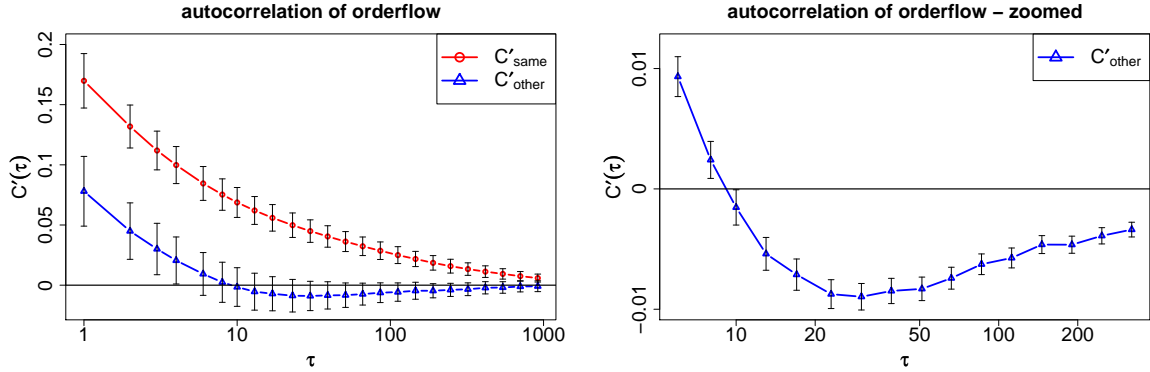 autocorrelation of orderflow
0.2
0.15
0.1
0.05
0
C′(τ)
1
10
100
1000
τ
C′same
C′other
autocorrelation of orderflow − zoomed
0.01
0
−0.01
C′(τ)
10
20
50
100
200
τ
C′other